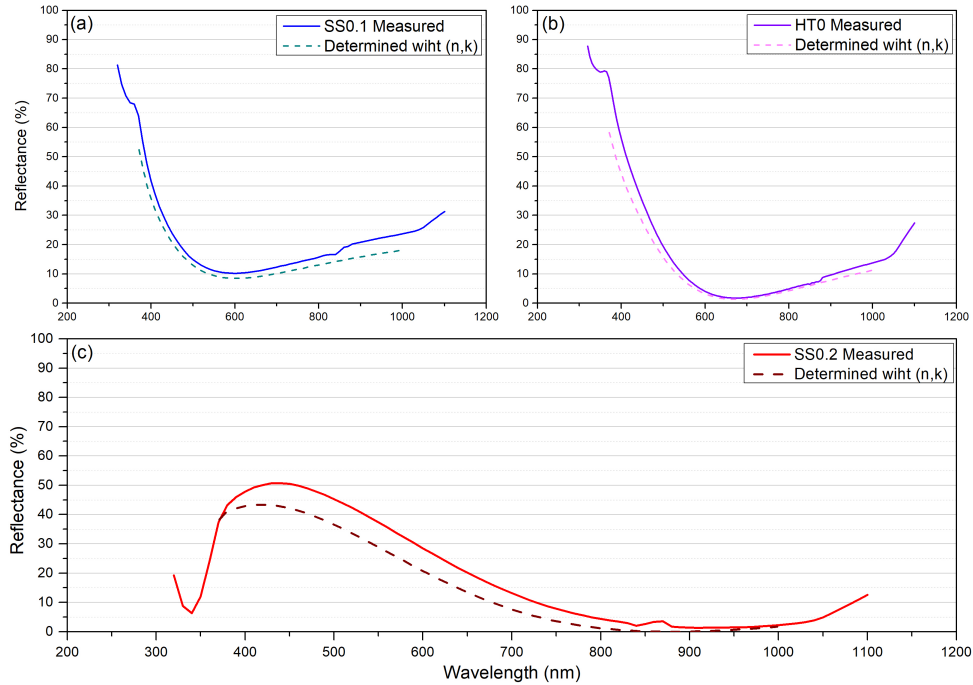 (a)
SS0.1 Measured
Determined wiht (n,k)
100
90
80
70
60
50
40
30
20
10
0
Reflectance (%)
200 400 600 800 1000 1200
(b)
HT0 Measured
Determined wiht (n,k)
100
90
80
70
60
50
40
30
20
10
0
200 400 600 800 1000 1200
(c)
SS0.2 Measured
Determined wiht (n,k)
100
90
80
70
60
50
40
30
20
10
0
Reflectance (%)
200 300 400 500 600 700 800 900 1000 1100 1200
Wavelength (nm)